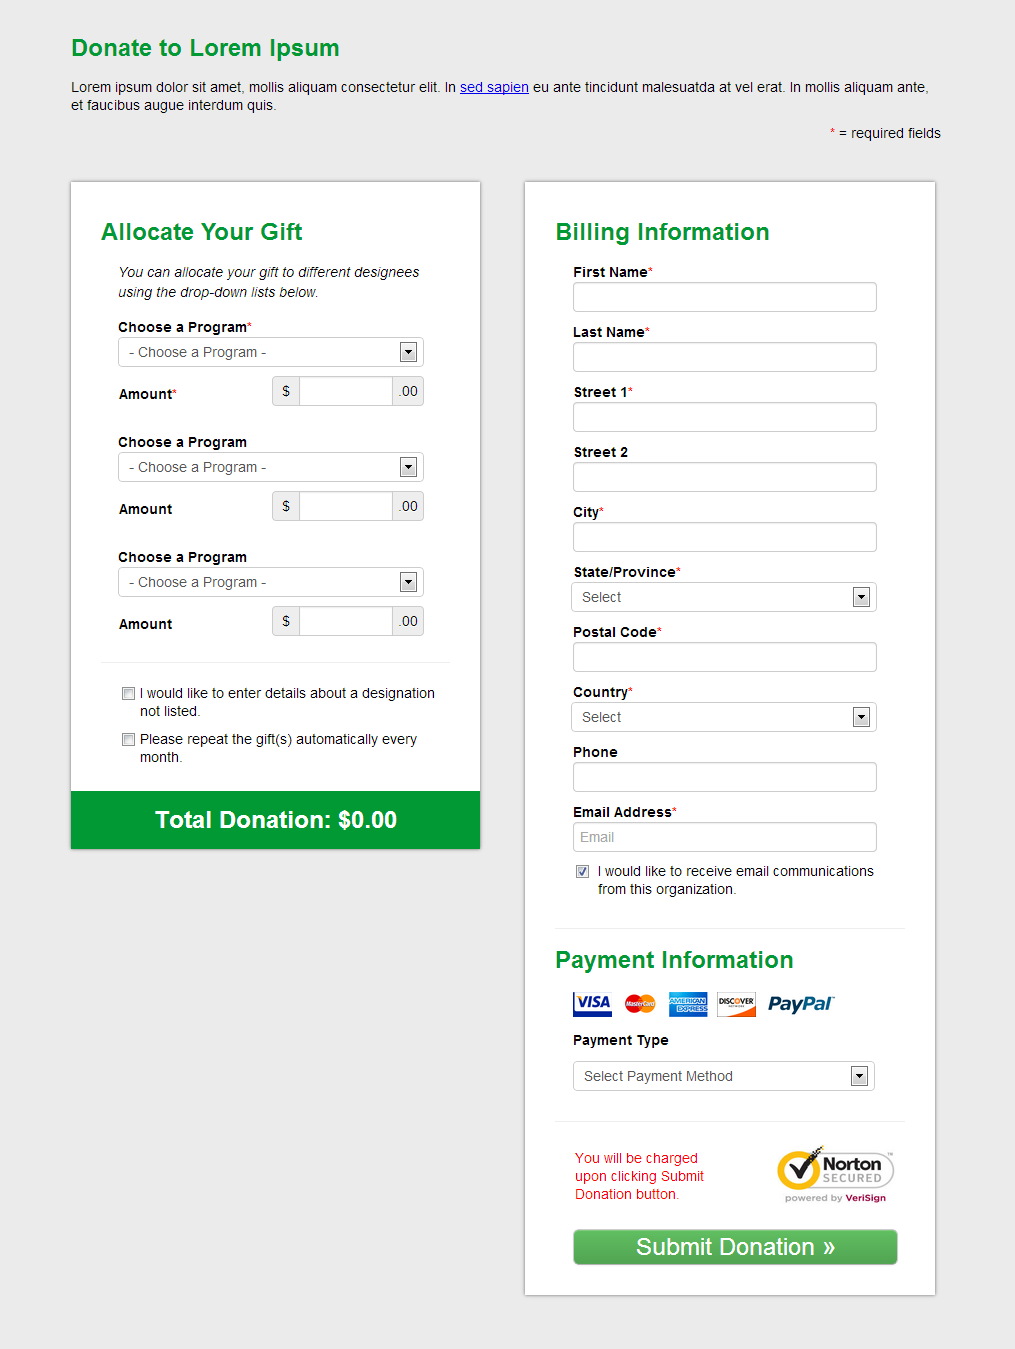 Donate to Lorem Ipsum
Lorem ipsum dolor sit amet, mollis aliquam consectetur elit. In sed sapien eu ante tincidunt malesuatda at vel erat. In mollis aliquam ante,
et faucibus augue interdum quis.
* = required fields
Allocate Your Gift
You can allocate your gift to different designees
using the drop-down lists below.
Choose a Program*
- Choose a Program -
Amount*
$ .00
Choose a Program
- Choose a Program -
Amount
$ .00
Choose a Program
- Choose a Program -
Amount
$ .00
I would like to enter details about a designation
not listed.
Please repeat the gift(s) automatically every
month.
Total Donation: $0.00
Billing Information
First Name*
Last Name*
Street 1*
Street 2
City*
State/Province*
Select
Postal Code*
Country*
Select
Phone
Email Address*
Email
I would like to receive email communications
from this organization.
Payment Information
VISA MasterCard AMERICAN EXPRESS DISCOVER NETWORK PayPal
Payment Type
Select Payment Method
You will be charged
upon clicking Submit
Donation button.
Norton™
SECURED
powered by VeriSign
Submit Donation »